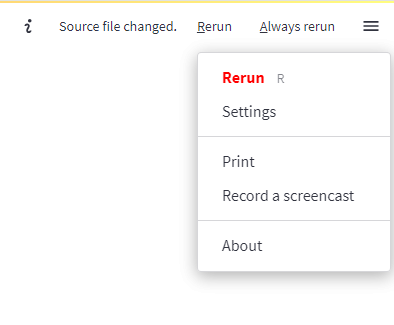 Source file changed. Rerun Always rerun
Rerun R
Settings
Print
Record a screencast
About